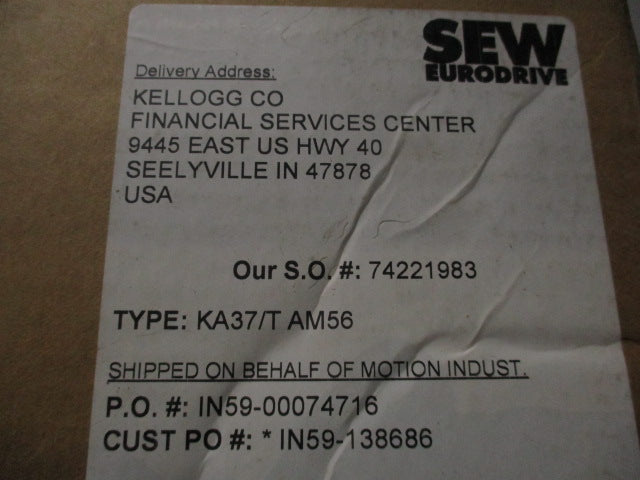 SEW
EURODRIVE
Delivery Address:
KELLOGG CO
FINANCIAL SERVICES CENTER
9445 EAST US HWY 40
SEELYVILLE IN 47878
USA
Our S.O. #: 74221983
TYPE: KA37/T AM56
SHIPPED ON BEHALF OF MOTION INDUST.
P.O. #: IN59-00074716
CUST PO #: * IN59-138686